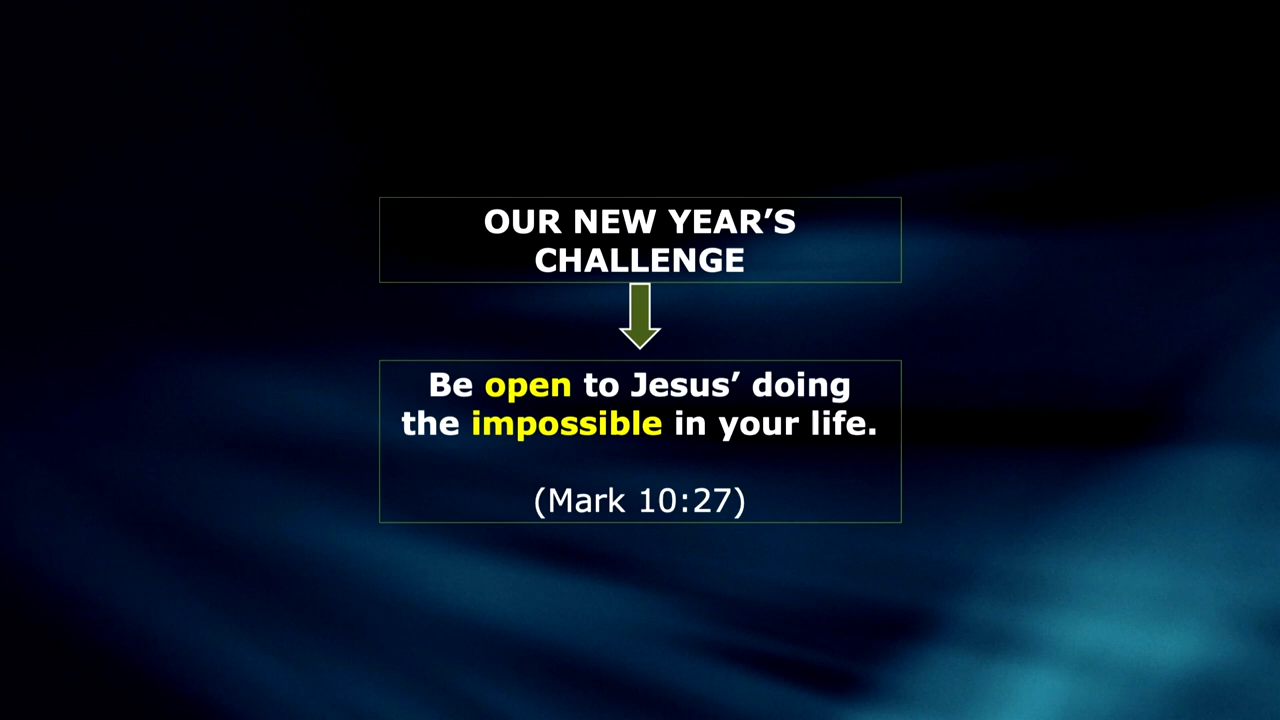 OUR NEW YEAR’S
CHALLENGE
Be open to Jesus’ doing
the impossible in your life.
(Mark 10:27)